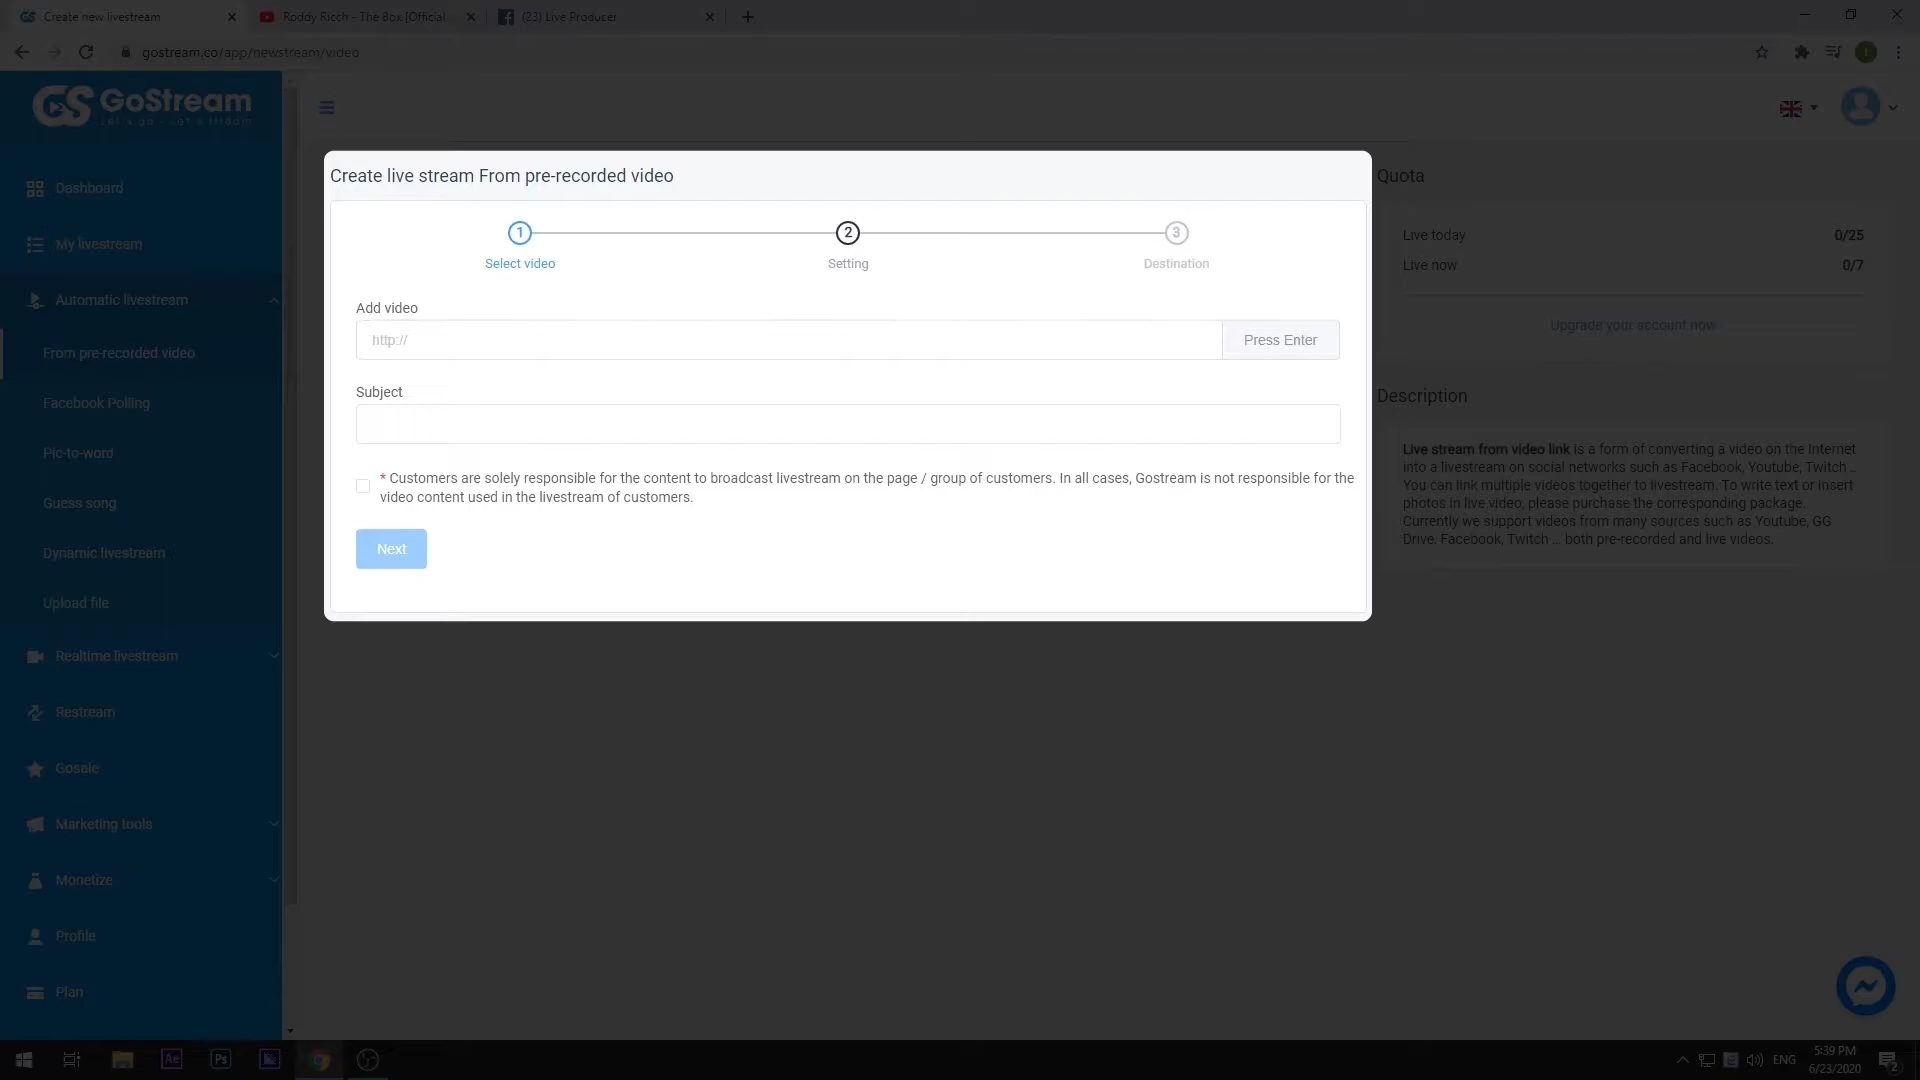 Create new livestream
Roddy Ricch - The Box [Official
(23) Live Producer
gostream.co/app/newstream/video
GS GoStream
Dashboard
My livestream
Automatic livestream
From pre-recorded video
Facebook Polling
Pic-to-word
Guess song
Dynamic livestream
Upload file
Realtime livestream
Restream
Gosale
Marketing tools
Monetize
Profile
Plan
Create live stream From pre-recorded video
1
2
3
Select video
Setting
Destination
Add video
http://
Press Enter
Subject
* Customers are solely responsible for the content to broadcast livestream on the page / group of customers. In all cases, Gostream is not responsible for the
video content used in the livestream of customers.
Next
Quota
Live today 0/25
Live now 0/7
Upgrade your account now
Description
Live stream from video link is a form of converting a video on the Internet
into a livestream on social networks such as Facebook, Youtube, Twitch ...
You can link multiple videos together to livestream. To write text or insert
photos in live video, please purchase the corresponding package.
Currently we support videos from many sources such as Youtube, GG
Drive, Facebook, Twitch ... both pre-recorded and live videos.
Ae
Ps
ENG
5:39 PM
6/23/2020
2